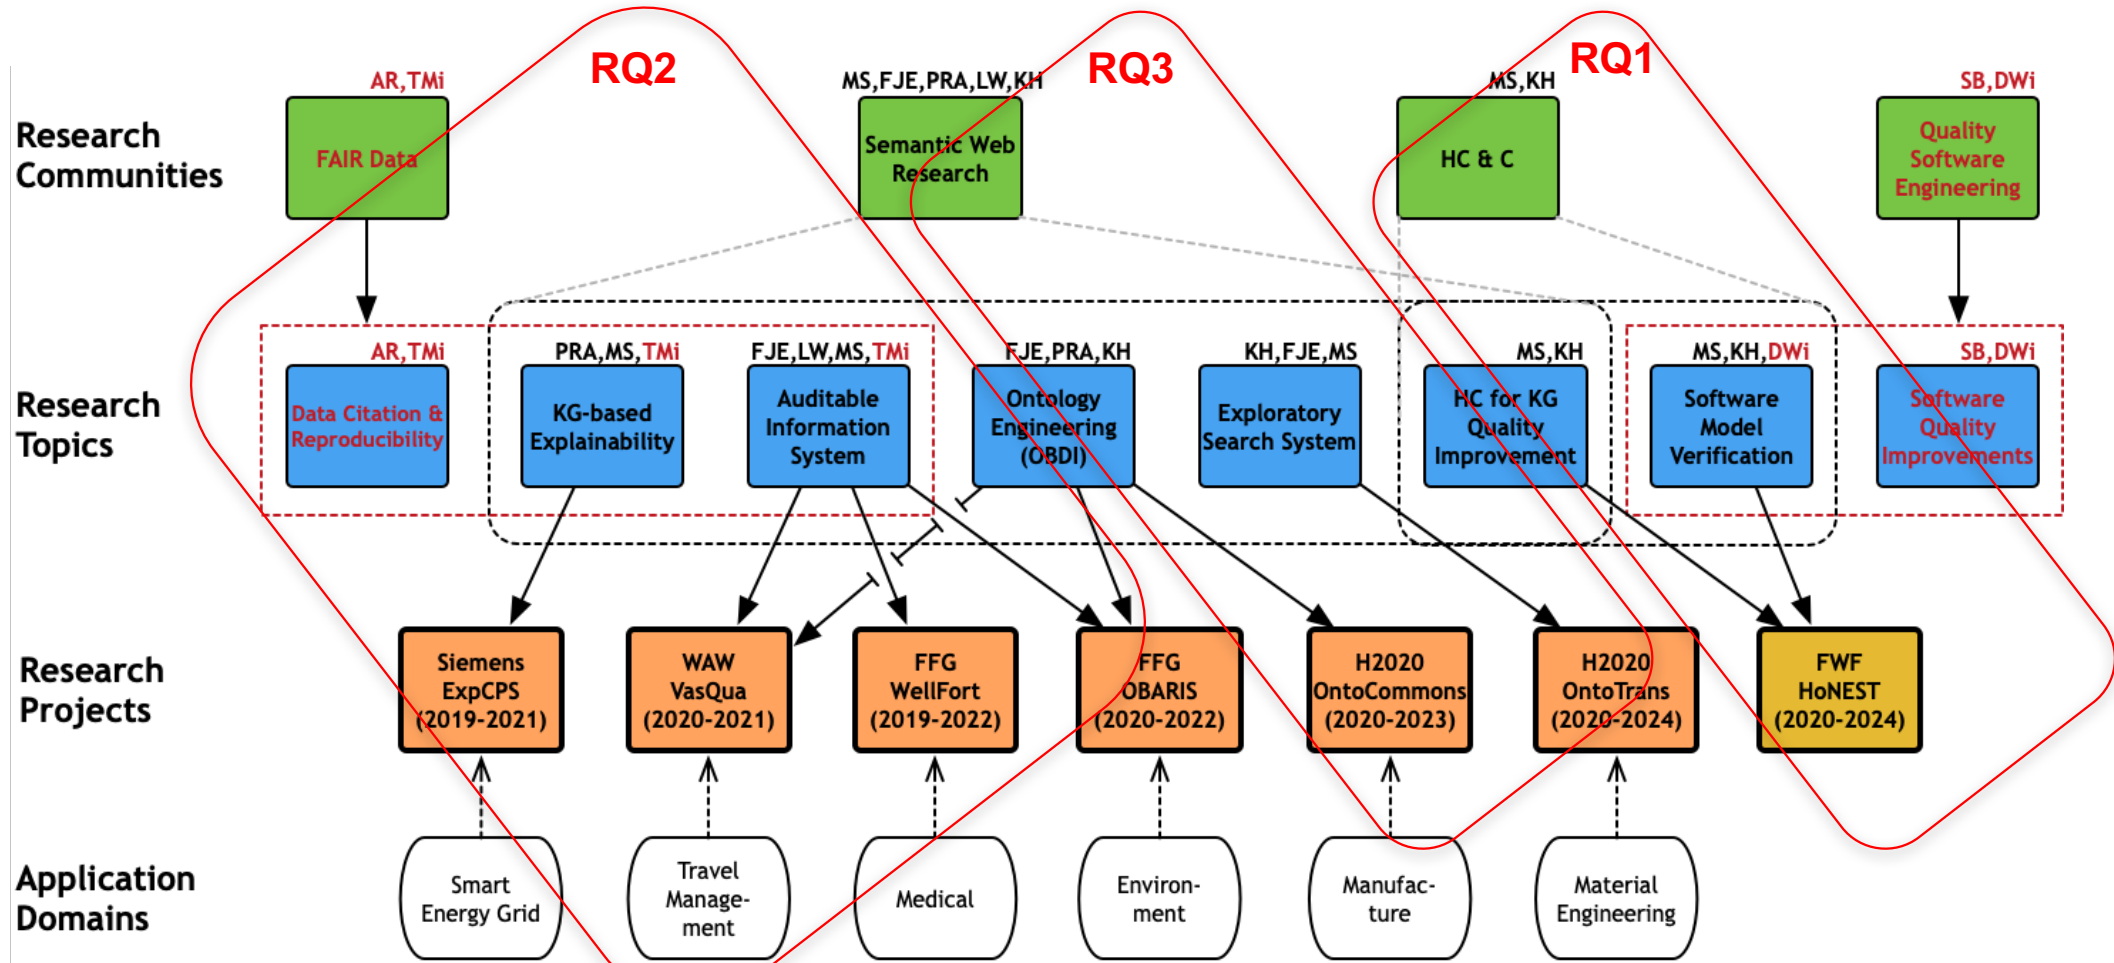 RQ2
RQ3
RQ1
AR,TMi
MS,FJE,PRA,LW,KH
MS,KH
SB,DWi
Research
Communities
FAIR Data
Semantic Web
Research
HC & C
Quality
Software
Engineering
AR,TMi
PRA,MS,TMi
FJE,LW,MS,TMi
FJE,PRA,KH
KH,FJE,MS
MS,KH
MS,KH,DWi
SB,DWi
Research
Topics
Data Citation &
Reproducibility
KG-based
Explainability
Auditable
Information
System
Ontology
Engineering
(OBDI)
Exploratory
Search System
HC for KG
Quality
Improvement
Software
Model
Verification
Software
Quality
Improvements
Research
Projects
Siemens
ExpCPS
(2019-2021)
WAW
VasQua
(2020-2021)
FFG
WellFort
(2019-2022)
FFG
OBARIS
(2020-2022)
H2020
OntoCommons
(2020-2023)
H2020
OntoTrans
(2020-2024)
FWF
HoNEST
(2020-2024)
Application
Domains
Smart
Energy Grid
Travel
Manage-
ment
Medical
Environ-
ment
Manufac-
ture
Material
Engineering